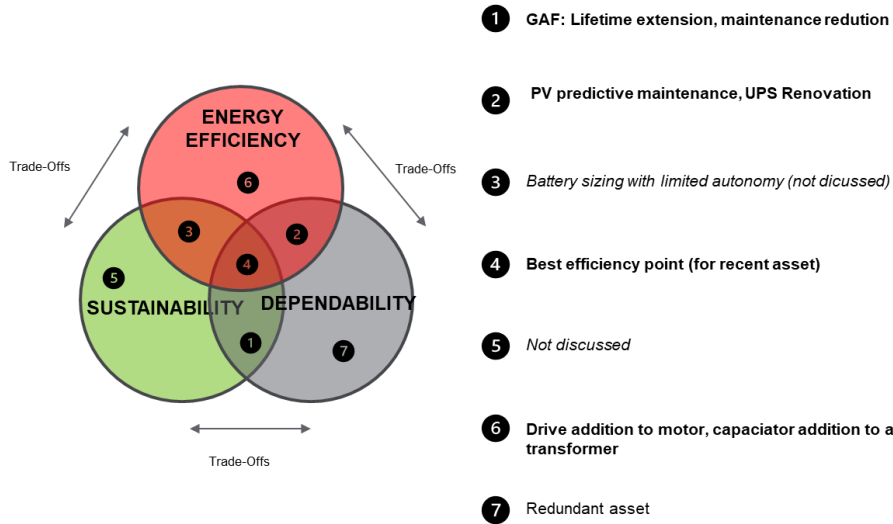 ENERGY
EFFICIENCY
Trade-Offs
Trade-Offs
6
3
2
4
5
SUSTAINABILITY
DEPENDABILITY
1
7
Trade-Offs
1 GAF: Lifetime extension, maintenance redution
2 PV predictive maintenance, UPS Renovation
3 Battery sizing with limited autonomy (not dicussed)
4 Best efficiency point (for recent asset)
5 Not discussed
6 Drive addition to motor, capaciator addition to a
transformer
7 Redundant asset